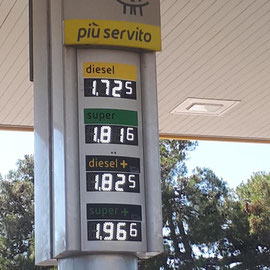 più servito
diesel
1.725
super
1.816
diesel+
1.825
super+
1.966